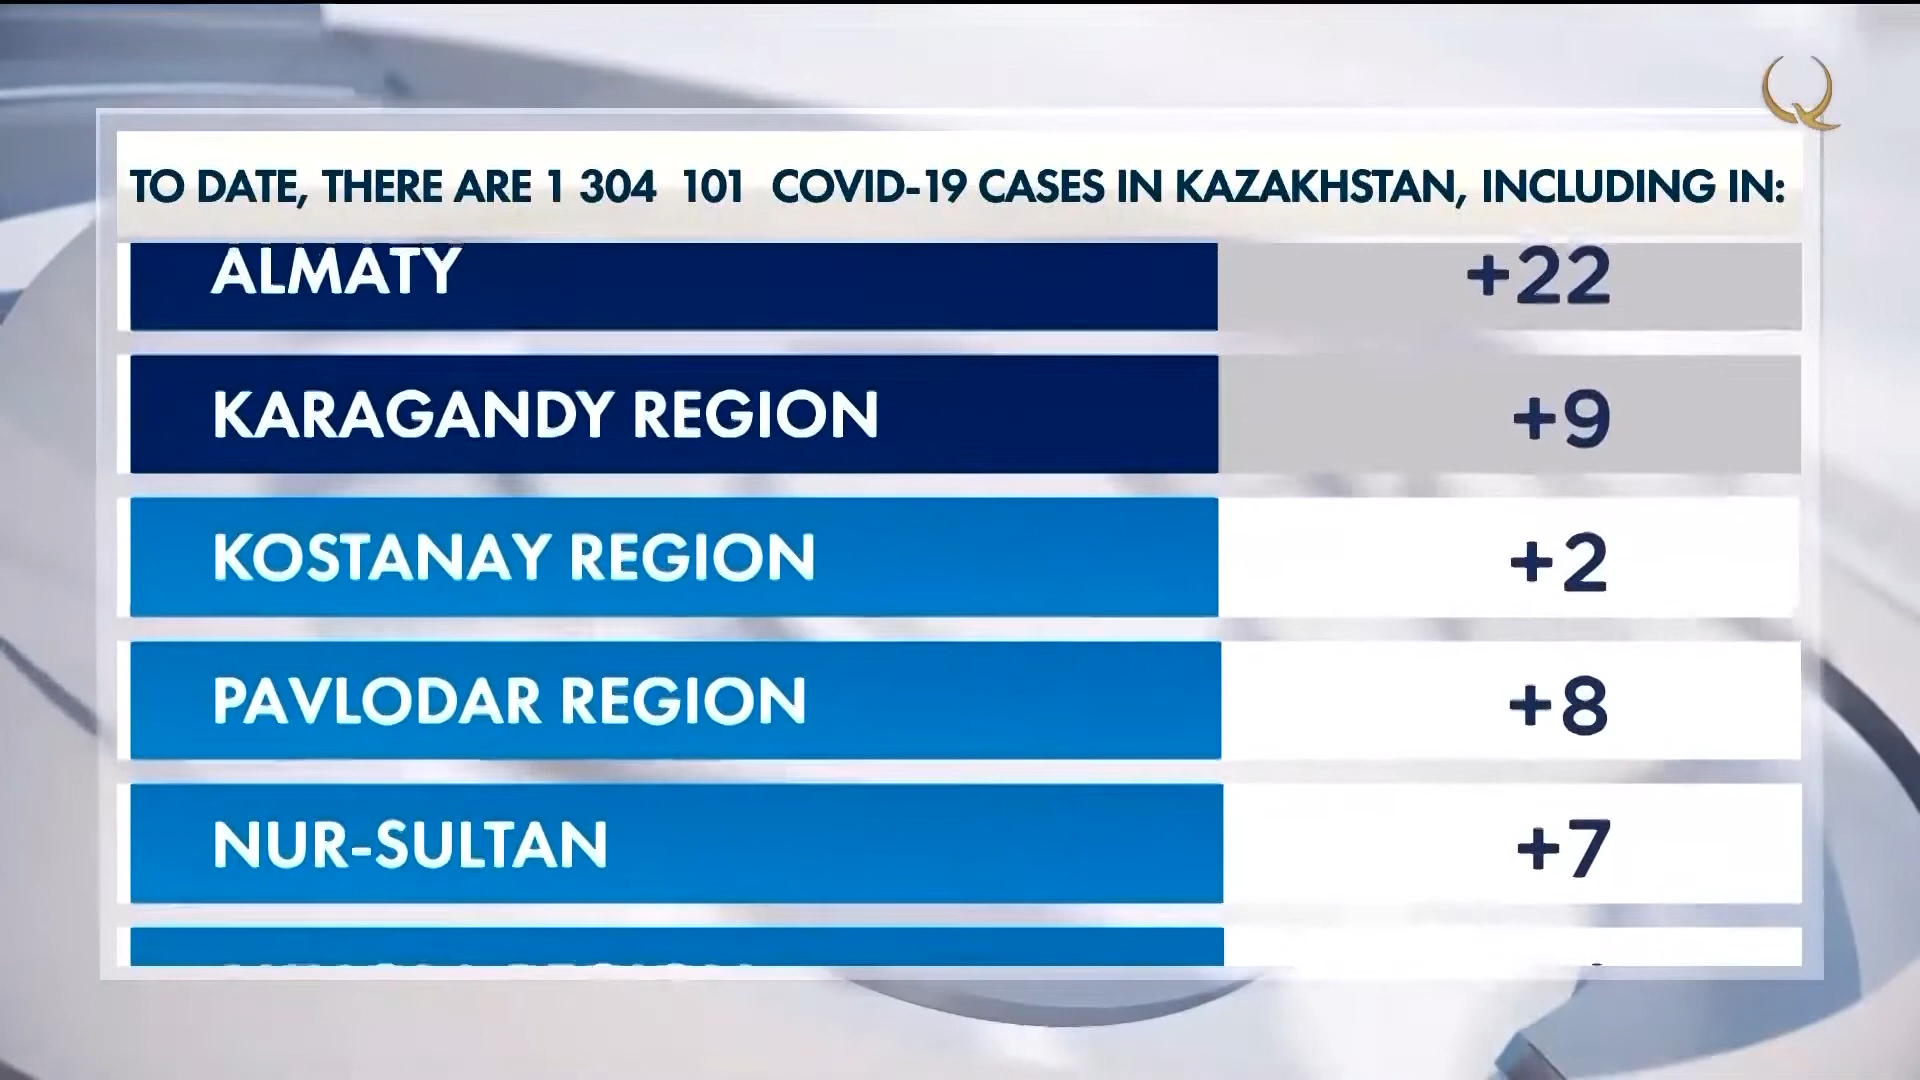 TO DATE, THERE ARE 1 304 101 COVID-19 CASES IN KAZAKHSTAN, INCLUDING IN:
ALMATY +22
KARAGANDY REGION +9
KOSTANAY REGION +2
PAVLODAR REGION +8
NUR-SULTAN +7